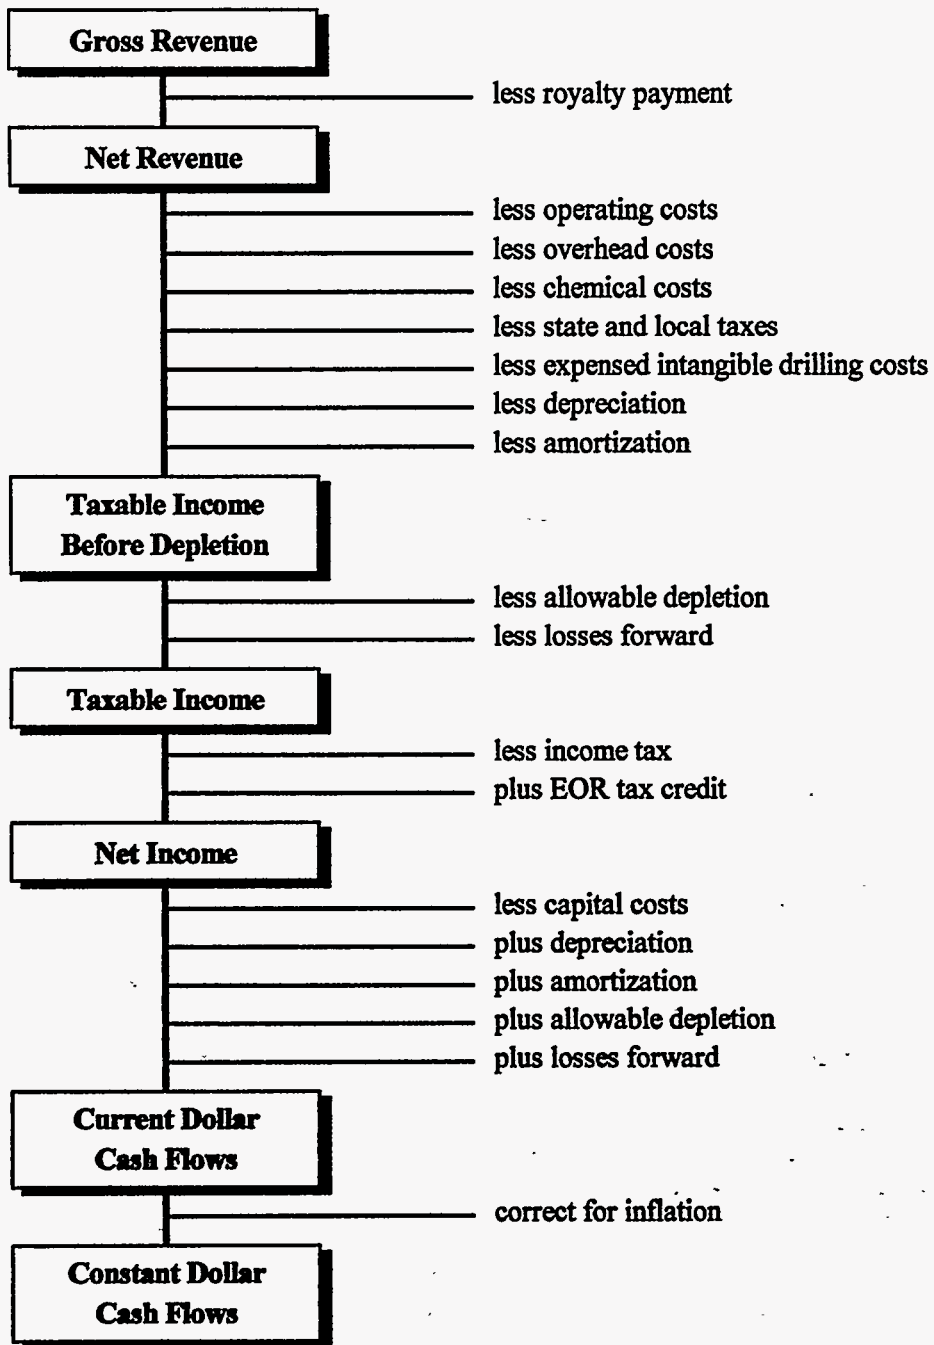 Gross Revenue
less royalty payment
Net Revenue
less operating costs
less overhead costs
less chemical costs
less state and local taxes
less expensed intangible drilling costs
less depreciation
less amortization
Taxable Income
Before Depletion
less allowable depletion
less losses forward
Taxable Income
less income tax
plus EOR tax credit
Net Income
less capital costs
plus depreciation
plus amortization
plus allowable depletion
plus losses forward
Current Dollar
Cash Flows
correct for inflation
Constant Dollar
Cash Flows